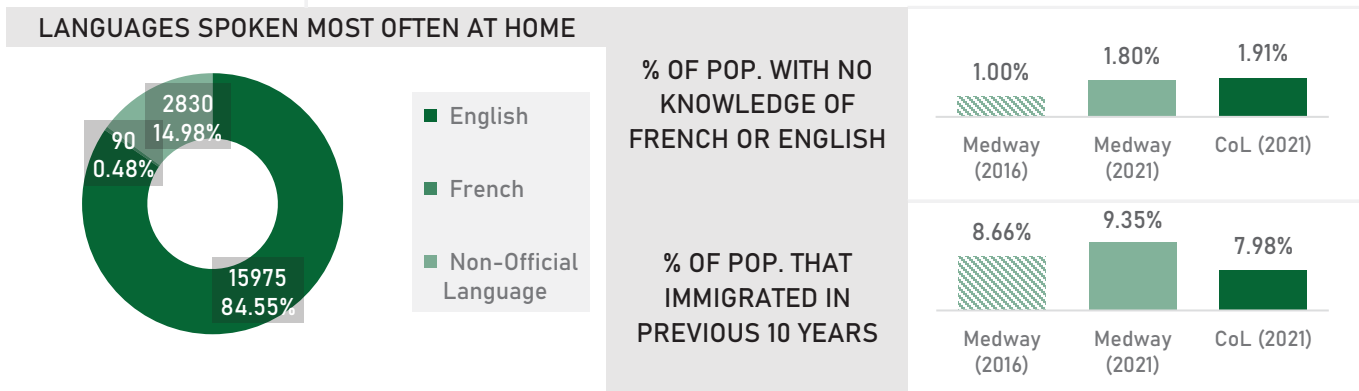 LANGUAGES SPOKEN MOST OFTEN AT HOME
2830
14.98%
90
0.48%
15975
84.55%
English
French
Non-Official
Language
% OF POP. WITH NO
KNOWLEDGE OF
FRENCH OR ENGLISH
1.00%
1.80%
1.91%
Medway
(2016)
Medway
(2021)
CoL (2021)
% OF POP. THAT
IMMIGRATED IN
PREVIOUS 10 YEARS
8.66%
9.35%
7.98%
Medway
(2016)
Medway
(2021)
CoL (2021)